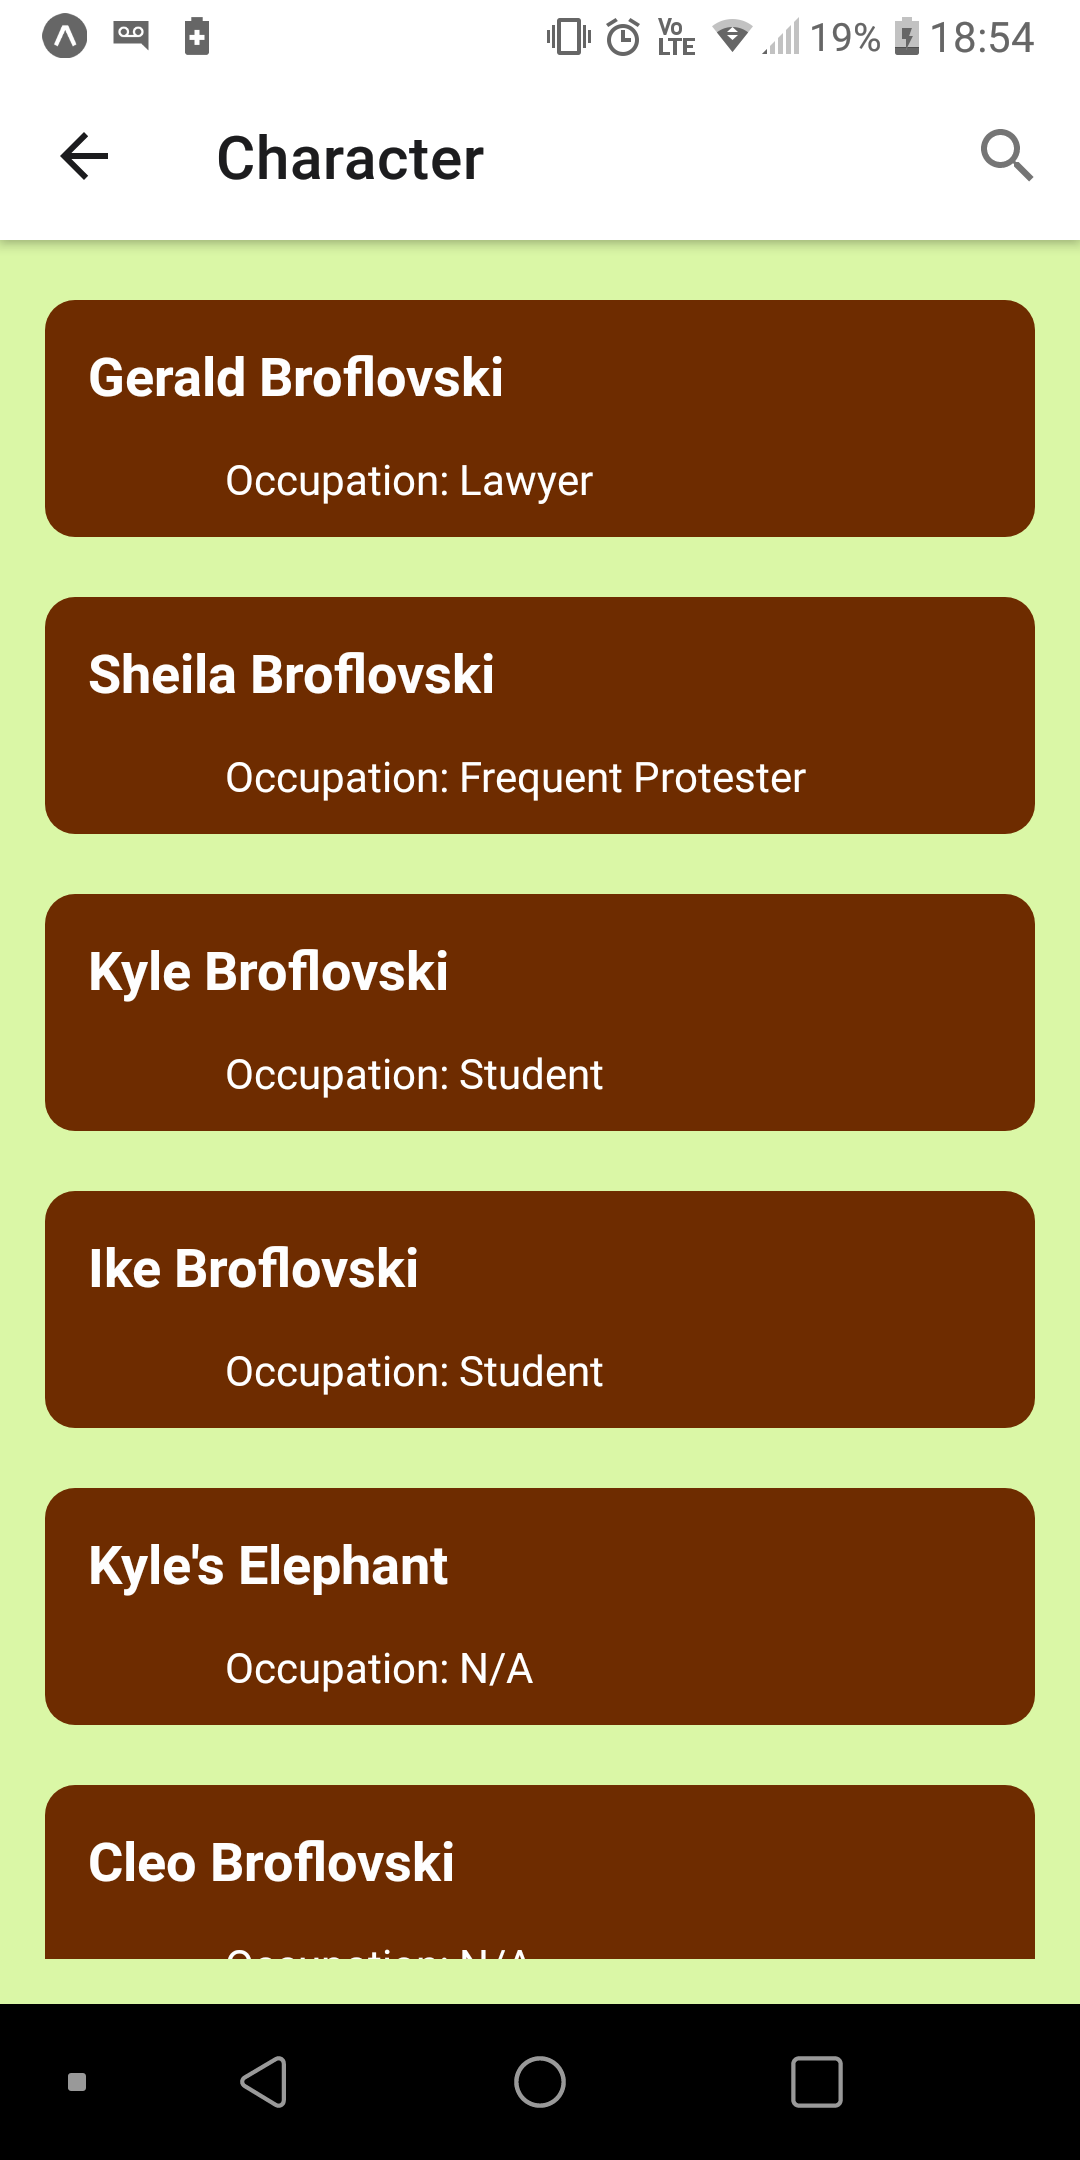 Vo
LTE
19%
18:54
Character
Gerald Broflovski
Occupation: Lawyer
Sheila Broflovski
Occupation: Frequent Protester
Kyle Broflovski
Occupation: Student
Ike Broflovski
Occupation: Student
Kyle's Elephant
Occupation: N/A
Cleo Broflovski
Occupation: N/A